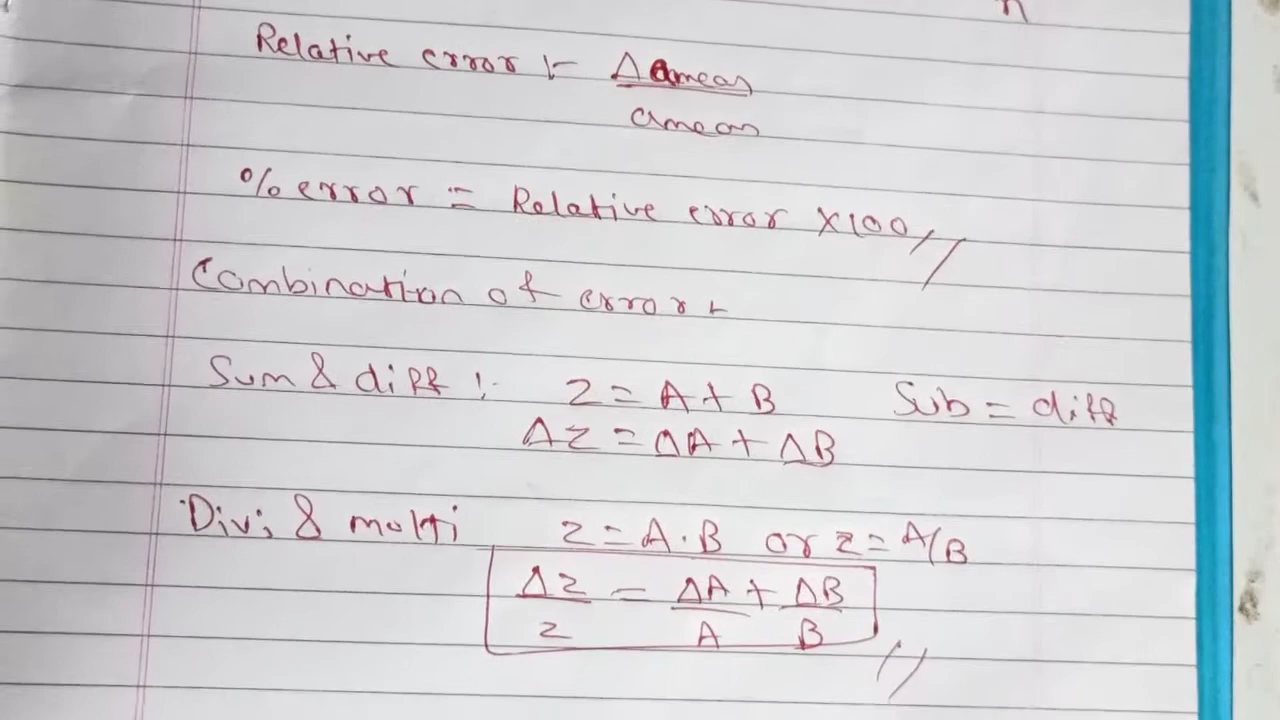 n
Relative error :- Δamean
amean
% error = Relative error X100 //
Combination of error :-
Sum & diff :- Z = A + B Sub = diff
ΔZ = ΔA + ΔB
Div; & multi Z = A . B or Z = A/B
ΔZ = ΔA + ΔB
Z A B //